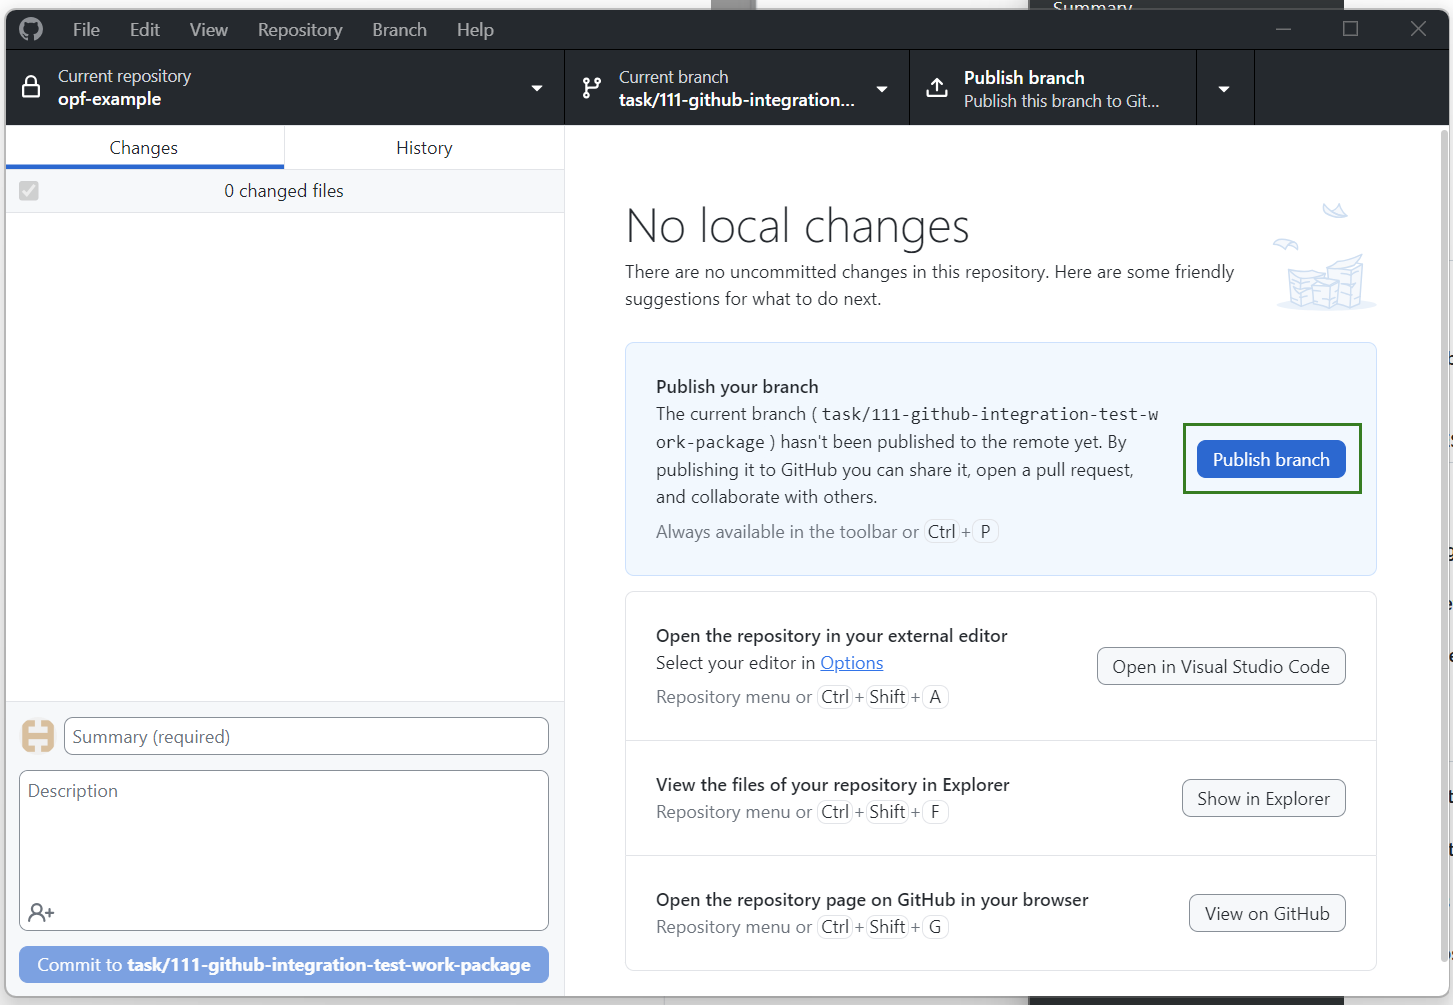 Summary
File Edit View Repository Branch Help
Current repository
opf-example
Current branch
task/111-github-integration...
Publish branch
Publish this branch to Git...
Changes
History
0 changed files
No local changes
There are no uncommitted changes in this repository. Here are some friendly
suggestions for what to do next.
Publish your branch
The current branch ( task/111-github-integration-test-w
ork-package ) hasn't been published to the remote yet. By
publishing it to GitHub you can share it, open a pull request,
and collaborate with others.
Always available in the toolbar or Ctrl + P
Publish branch
Open the repository in your external editor
Select your editor in Options
Repository menu or Ctrl + Shift + A
Open in Visual Studio Code
View the files of your repository in Explorer
Repository menu or Ctrl + Shift + F
Show in Explorer
Open the repository page on GitHub in your browser
Repository menu or Ctrl + Shift + G
View on GitHub
Summary (required)
Description
Commit to task/111-github-integration-test-work-package